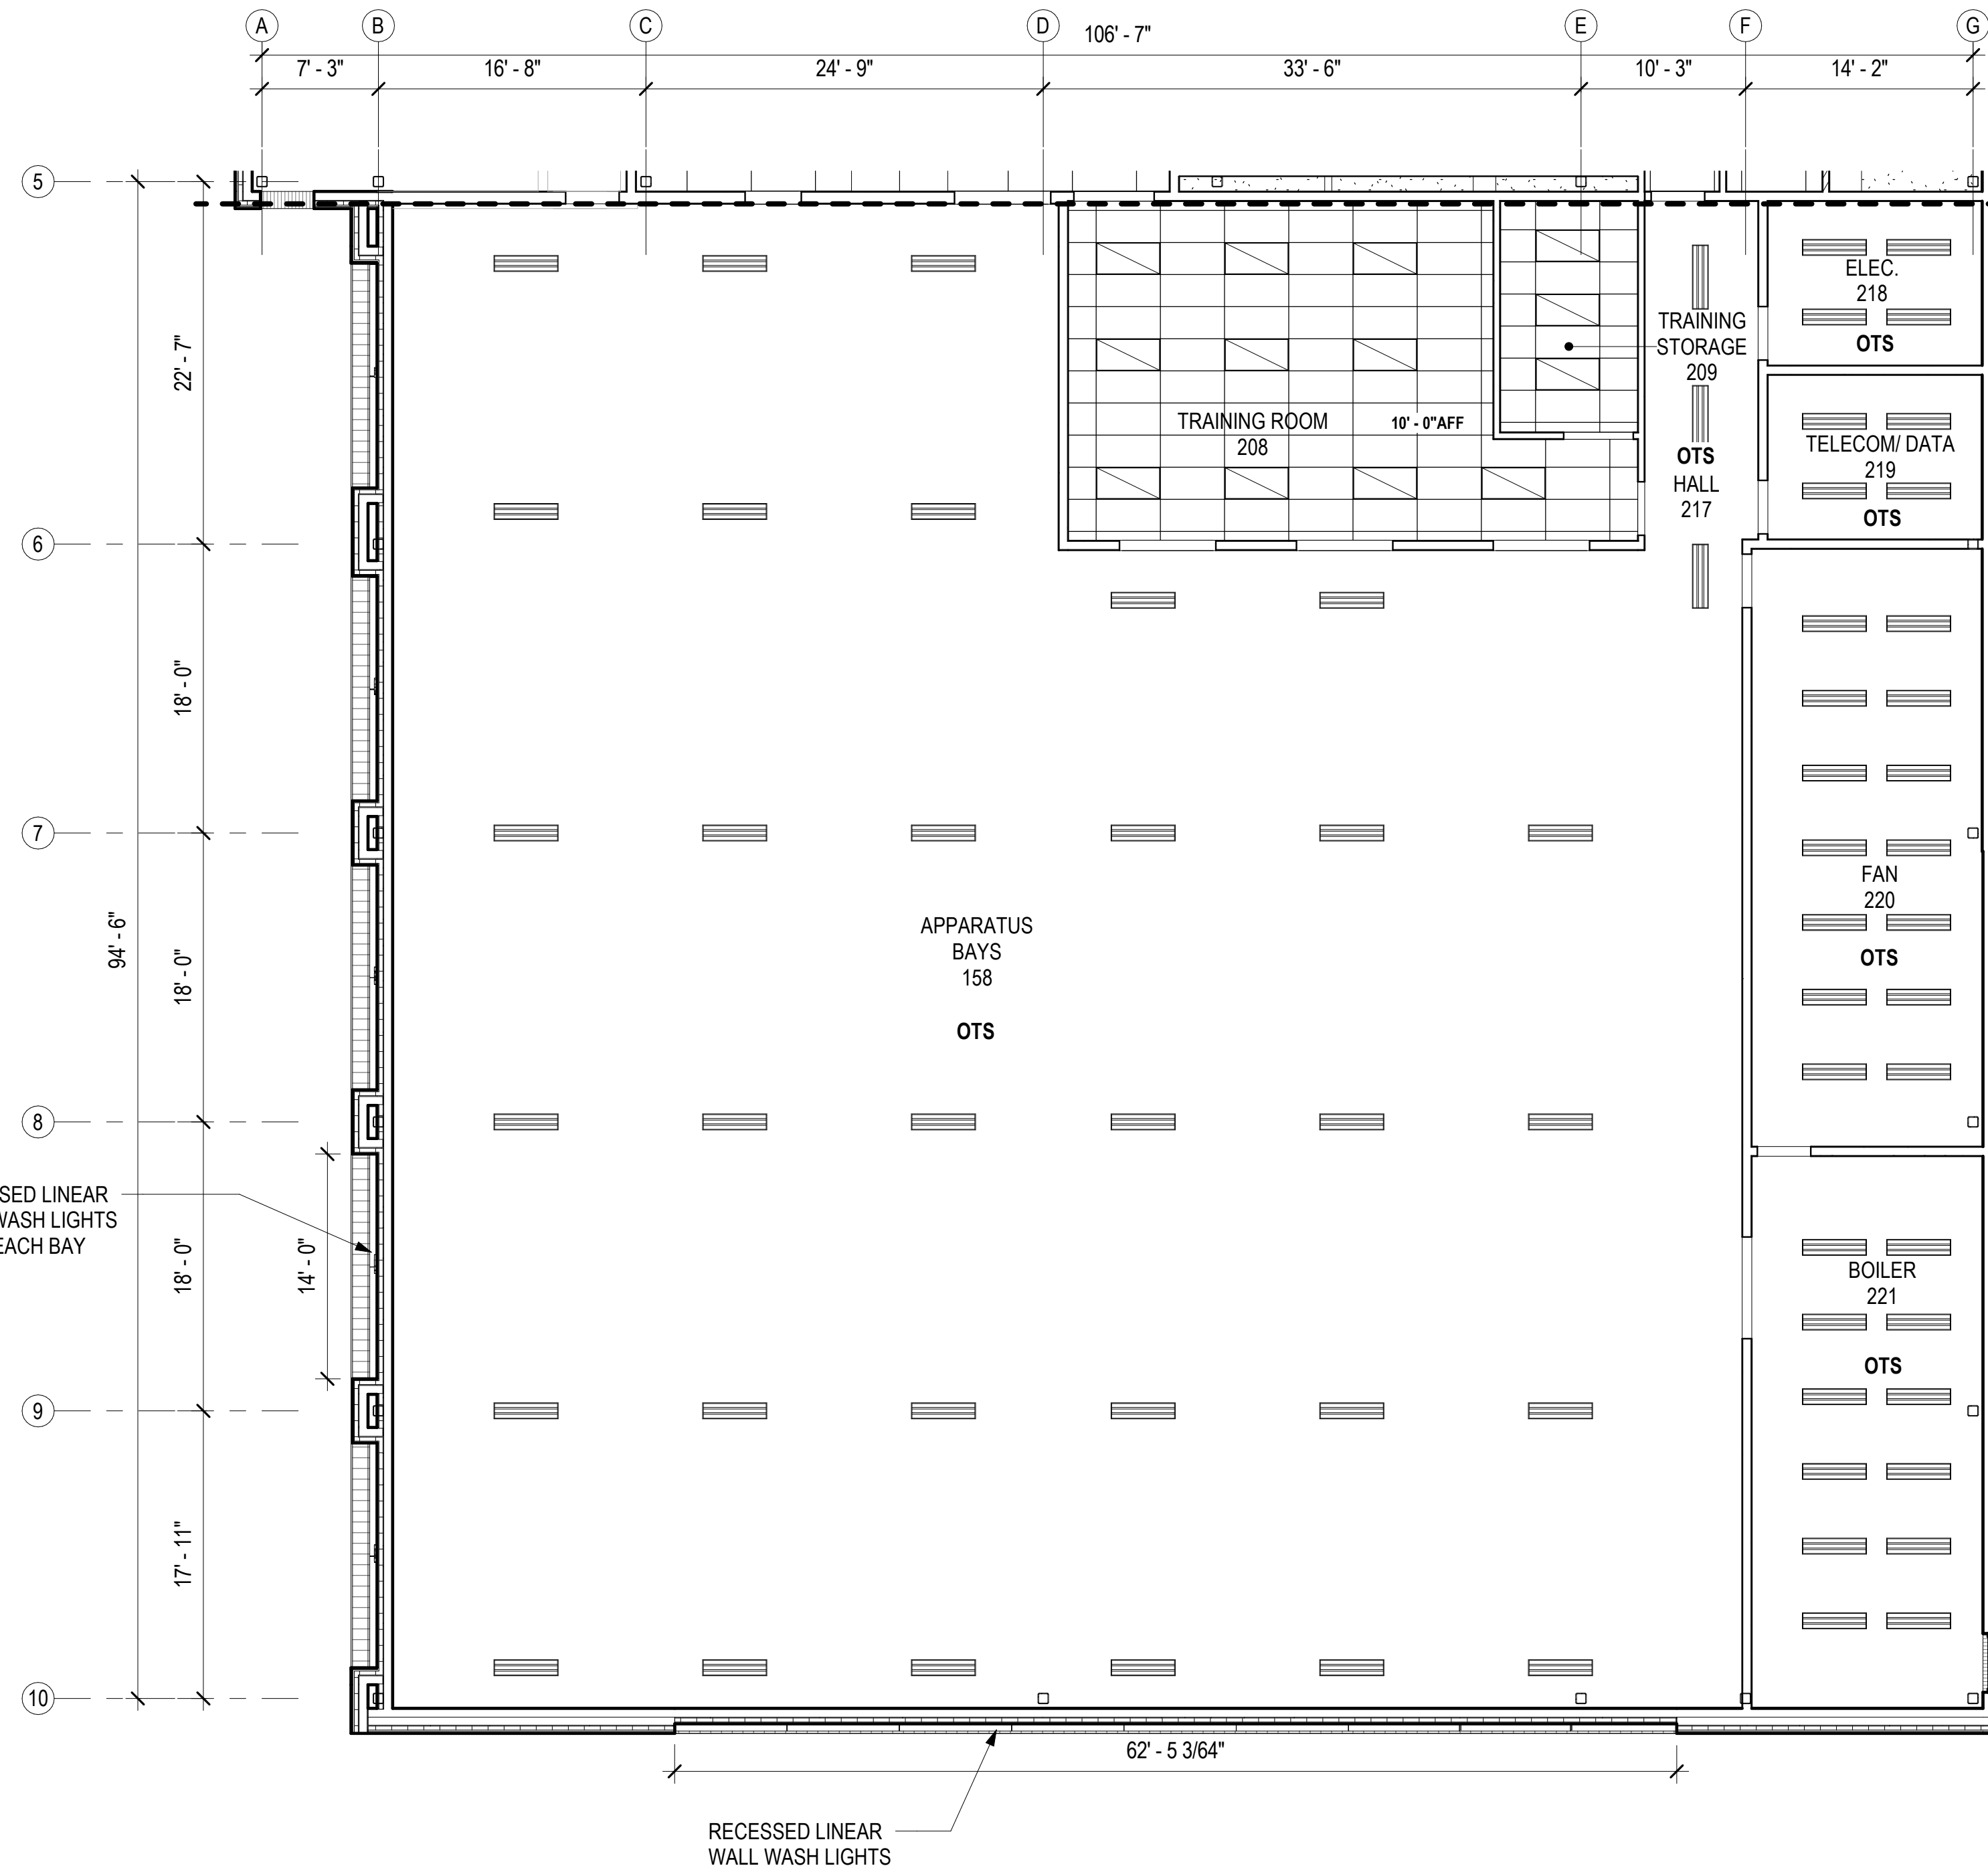 A
B
C
D
E
F
G
106' - 7"
7' - 3"
16' - 8"
24' - 9"
33' - 6"
10' - 3"
14' - 2"
5
6
7
8
9
10
94' - 6"
22' - 7"
18' - 0"
18' - 0"
18' - 0"
17' - 11"
14' - 0"
ELEC.
218
OTS
TRAINING
STORAGE
209
TRAINING ROOM
208
10' - 0"AFF
OTS
HALL
217
TELECOM/ DATA
219
OTS
FAN
220
OTS
APPARATUS
BAYS
158
OTS
SED LINEAR
WASH LIGHTS
EACH BAY
BOILER
221
OTS
62' - 5 3/64"
RECESSED LINEAR
WALL WASH LIGHTS